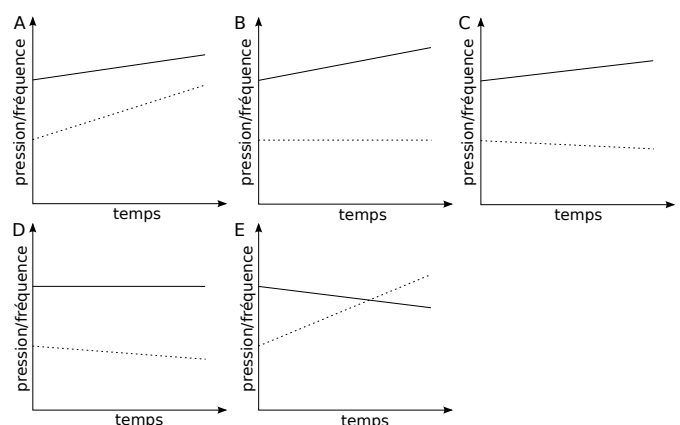 A
pression/fréquence
temps
B
pression/fréquence
temps
C
pression/fréquence
temps
D
pression/fréquence
temps
E
pression/fréquence
temps